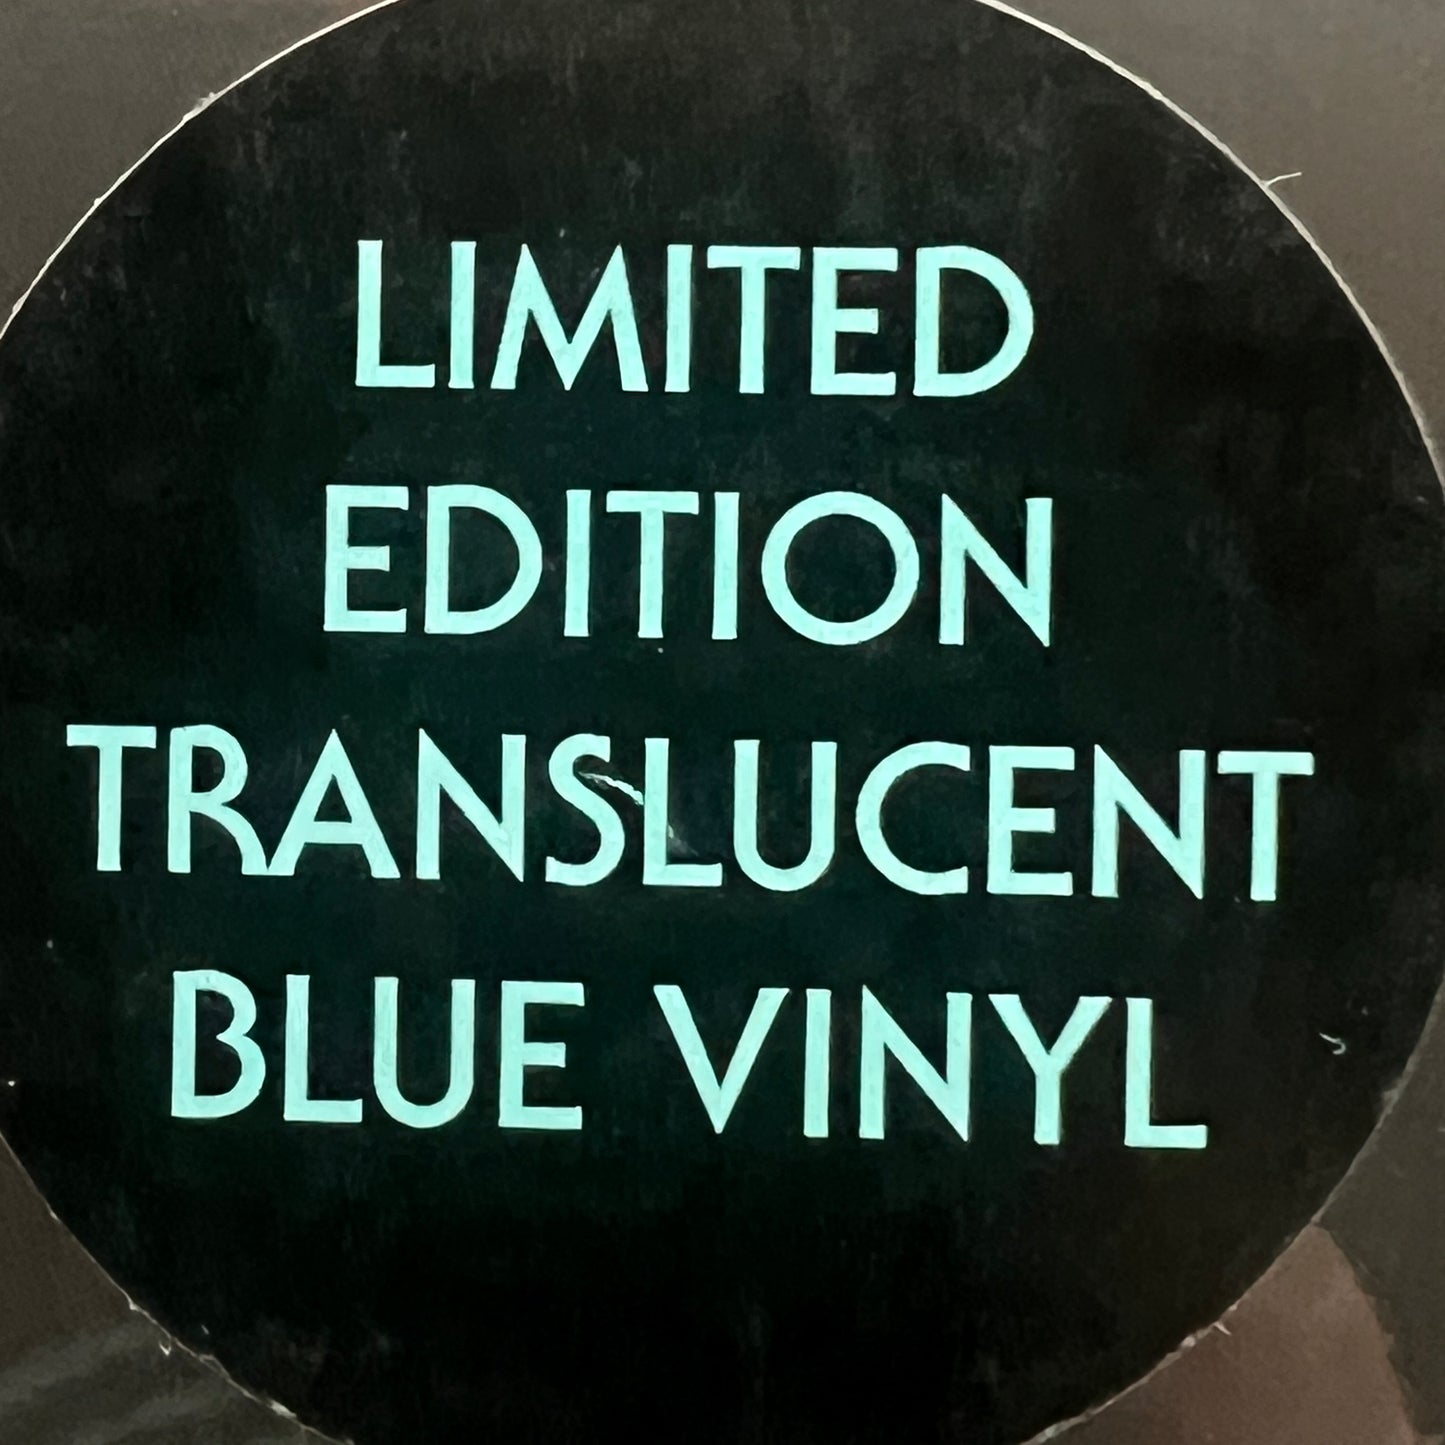 LIMITED
EDITION
TRANSLUCENT
BLUE VINYL